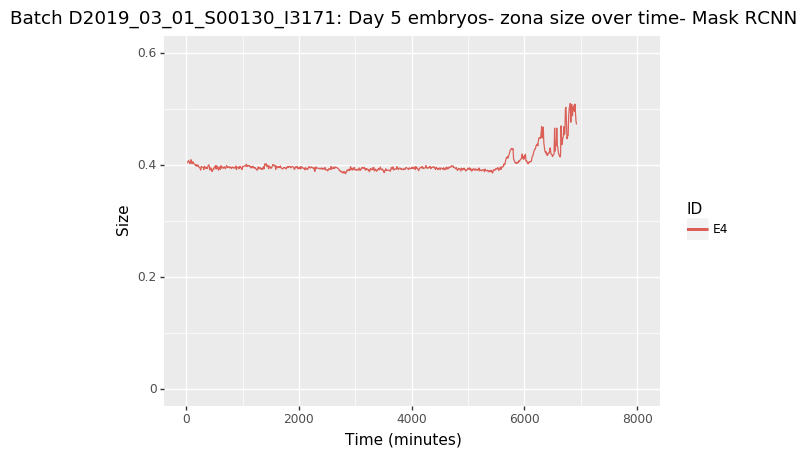 Batch D2019_03_01_S00130_I3171: Day 5 embryos- zona size over time- Mask RCNN
0.6
0.4
0.2
0
Size
0
2000
4000
6000
8000
Time (minutes)
ID
E4